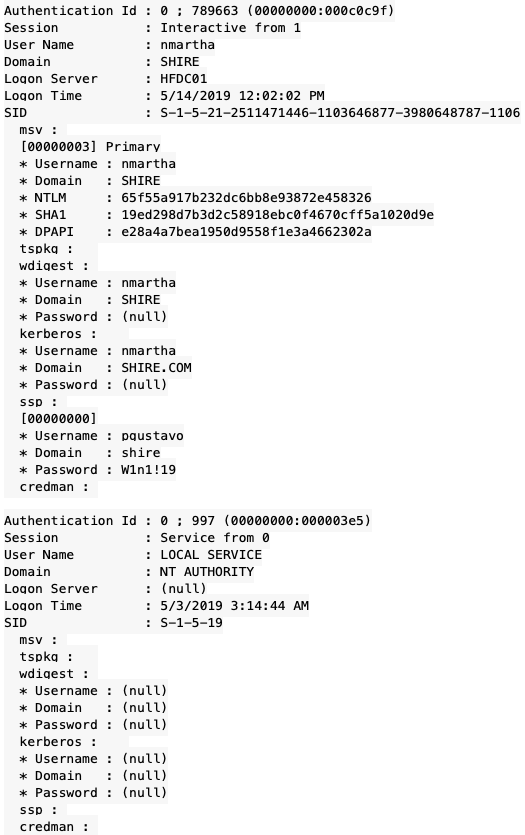 Authentication Id : 0 ; 789663 (00000000:000c0c9f)
Session : Interactive from 1
User Name : nmartha
Domain : SHIRE
Logon Server : HFDC01
Logon Time : 5/14/2019 12:02:02 PM
SID : S-1-5-21-2511471446-1103646877-3980648787-1106
msv :
[00000003] Primary
* Username : nmartha
* Domain : SHIRE
* NTLM : 65f55a917b232dc6bb8e93872e458326
* SHA1 : 19ed298d7b3d2c58918ebc0f4670cff5a1020d9e
* DPAPI : e28a4a7bea1950d9558f1e3a4662302a
tspkg :
wdigest :
* Username : nmartha
* Domain : SHIRE
* Password : (null)
kerberos :
* Username : nmartha
* Domain : SHIRE.COM
* Password : (null)
ssp :
[00000000]
* Username : pgustavo
* Domain : shire
* Password : W1n1!19
credman :
Authentication Id : 0 ; 997 (00000000:000003e5)
Session : Service from 0
User Name : LOCAL SERVICE
Domain : NT AUTHORITY
Logon Server : (null)
Logon Time : 5/3/2019 3:14:44 AM
SID : S-1-5-19
msv :
tspkg :
wdigest :
* Username : (null)
* Domain : (null)
* Password : (null)
kerberos :
* Username : (null)
* Domain : (null)
* Password : (null)
ssp :
credman :